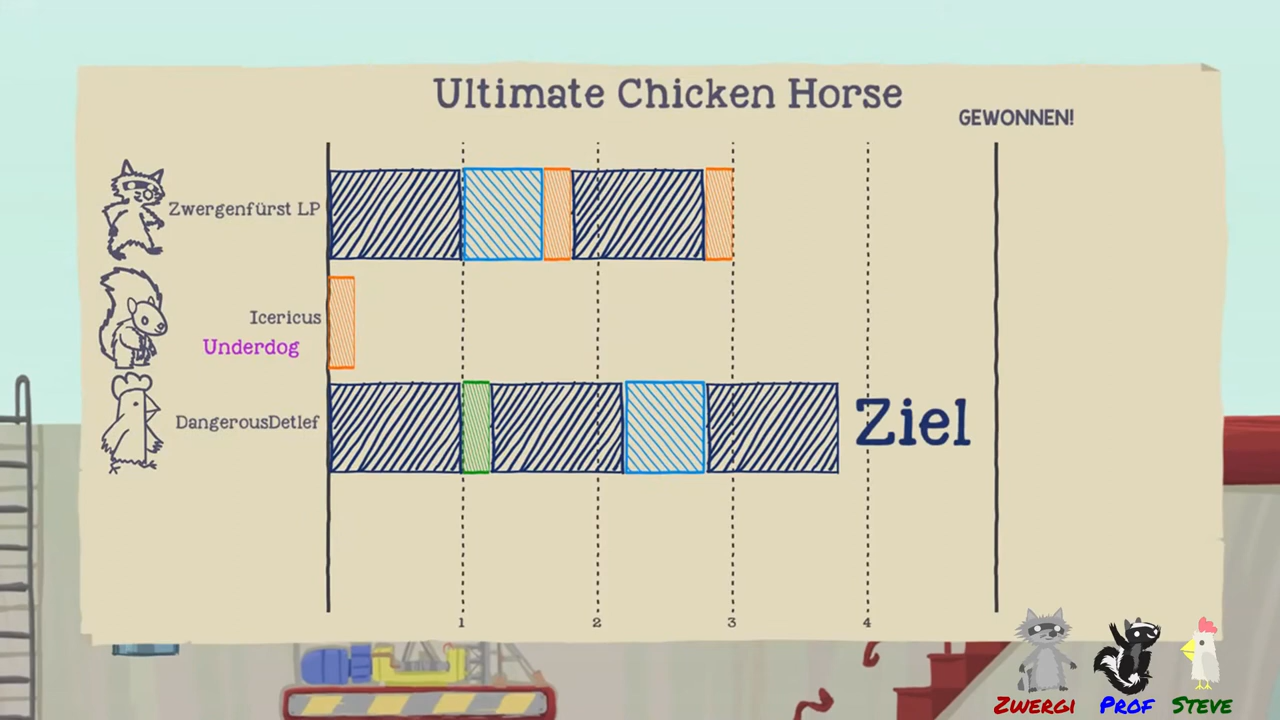 Ultimate Chicken Horse
GEWONNEN!
Zwergenfürst LP
Icericus
Underdog
DangerousDetlef
Ziel
1 2 3 4
ZWERGI PROF STEVE